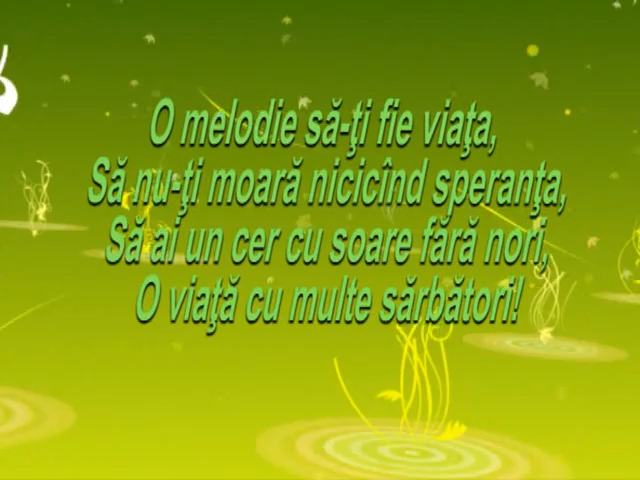 O melodie să-ţi fie viaţa,
Să nu-ţi moară nicicînd speranţa,
Să ai un cer cu soare fără nori,
O viaţă cu multe sărbători!